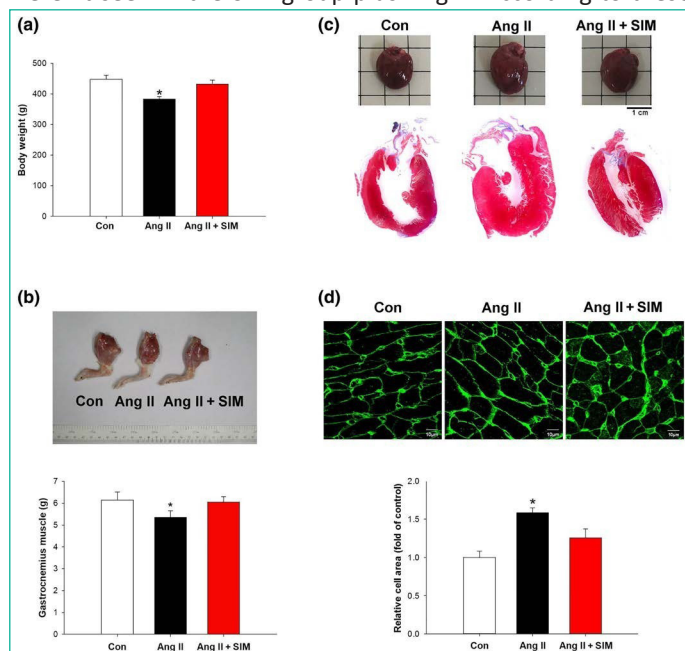 (a)
Body weight (g)
500
400
300
200
100
0
*
Con Ang II Ang II + SIM
(b)
Con Ang II Ang II + SIM
Gastrocnemius muscle (g)
8
7
6
5
4
3
2
1
0
*
Con Ang II Ang II + SIM
(c)
Con Ang II Ang II + SIM
1 cm
(d)
Con Ang II Ang II + SIM
10μm 10μm 10μm
Relative cell area (fold of control)
2.0
1.5
1.0
0.5
0.0
*
Con Ang II Ang II + SIM